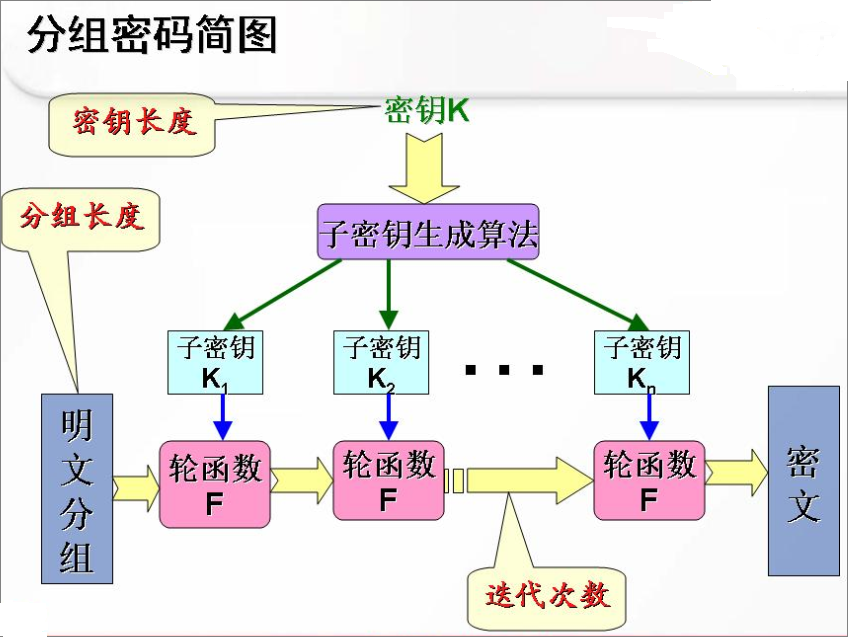 分组密码简图
密钥长度
密钥K
分组长度
子密钥生成算法
子密钥
K1
子密钥
K2
...
子密钥
Kn
明
文
分
组
轮函数
F
轮函数
F
轮函数
F
密
文
迭代次数